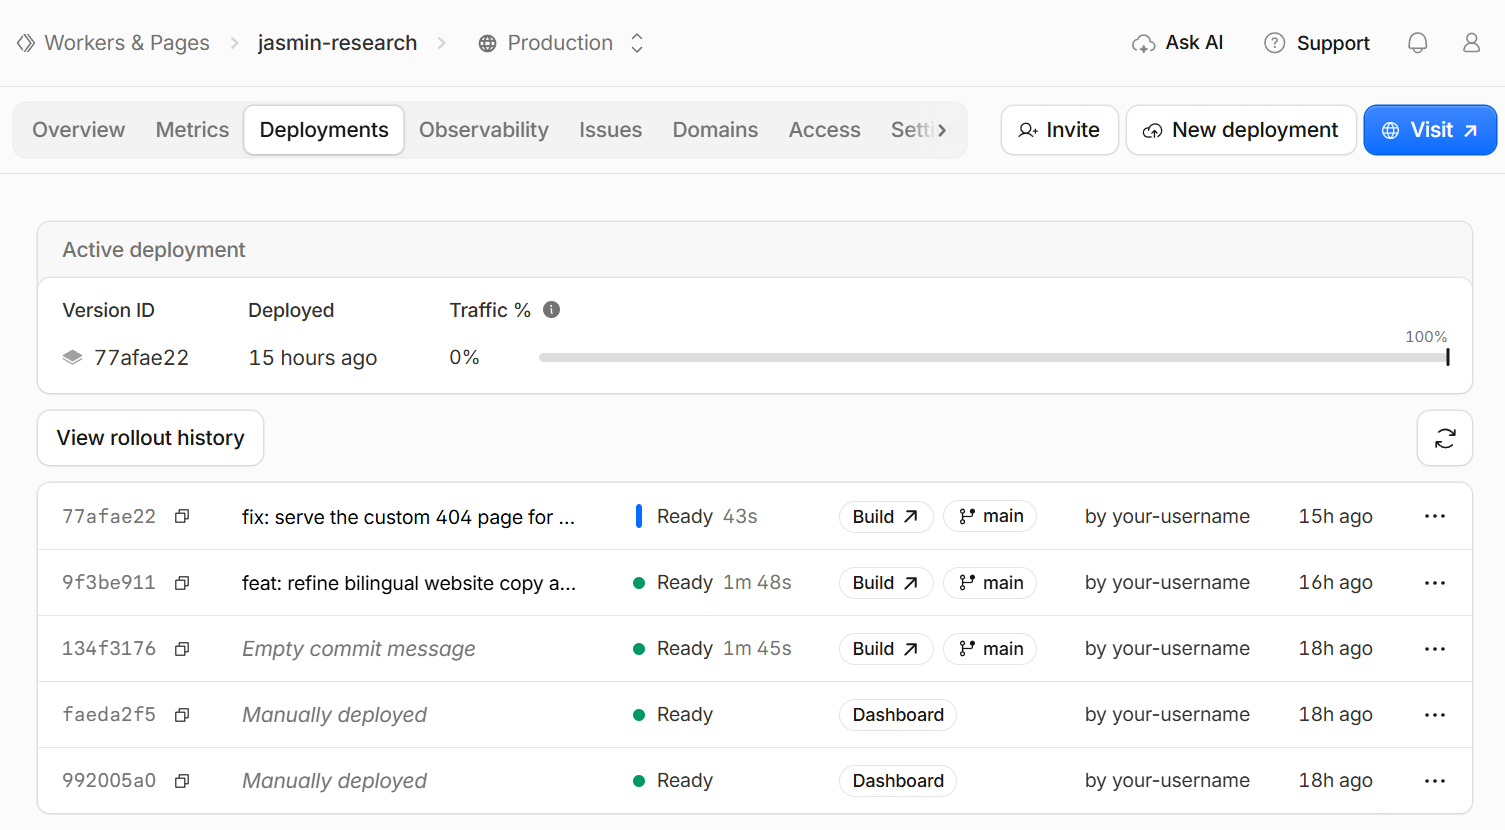 Workers & Pages jasmin-research Production Ask AI Support
Overview Metrics Deployments Observability Issues Domains Access Invite New deployment Visit
Active deployment
Version ID Deployed Traffic %
100%
77afae22 15 hours ago 0%
View rollout history
77afae22 fix: serve the custom 404 page for ... Ready 43s Build main by your-username 15h ago
9f3be911 feat: refine bilingual website copy a... Ready 1m 48s Build main by your-username 16h ago
134f3176 Empty commit message Ready 1m 45s Build main by your-username 18h ago
faeda2f5 Manually deployed Ready Dashboard by your-username 18h ago
992005a0 Manually deployed Ready Dashboard by your-username 18h ago